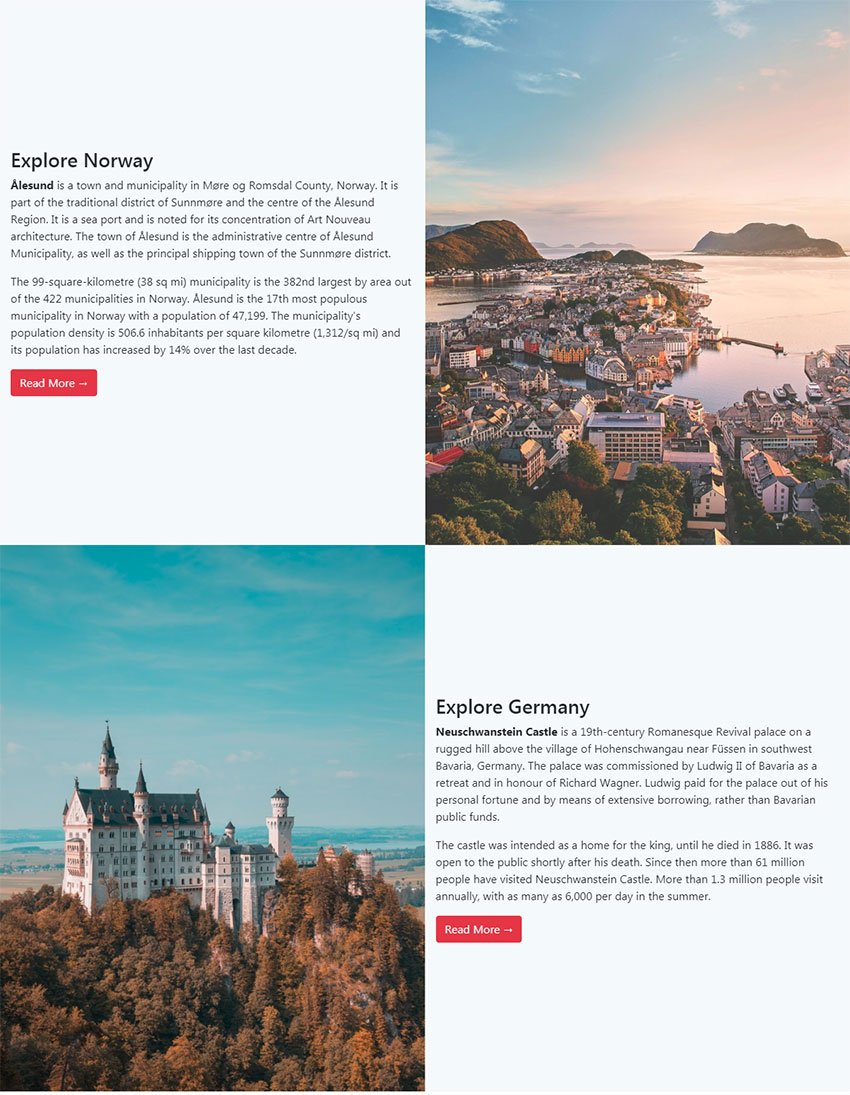 Explore Norway
Ålesund is a town and municipality in Møre og Romsdal County, Norway. It is
part of the traditional district of Sunnmøre and the centre of the Ålesund
Region. It is a sea port and is noted for its concentration of Art Nouveau
architecture. The town of Ålesund is the administrative centre of Ålesund
Municipality, as well as the principal shipping town of the Sunnmøre district.
The 99-square-kilometre (38 sq mi) municipality is the 382nd largest by area out
of the 422 municipalities in Norway. Ålesund is the 17th most populous
municipality in Norway with a population of 47,199. The municipality's
population density is 506.6 inhabitants per square kilometre (1,312/sq mi) and
its population has increased by 14% over the last decade.
Read More →
Explore Germany
Neuschwanstein Castle is a 19th-century Romanesque Revival palace on a
rugged hill above the village of Hohenschwangau near Füssen in southwest
Bavaria, Germany. The palace was commissioned by Ludwig II of Bavaria as a
retreat and in honour of Richard Wagner. Ludwig paid for the palace out of his
personal fortune and by means of extensive borrowing, rather than Bavarian
public funds.
The castle was intended as a home for the king, until he died in 1886. It was
open to the public shortly after his death. Since then more than 61 million
people have visited Neuschwanstein Castle. More than 1.3 million people visit
annually, with as many as 6,000 per day in the summer.
Read More →